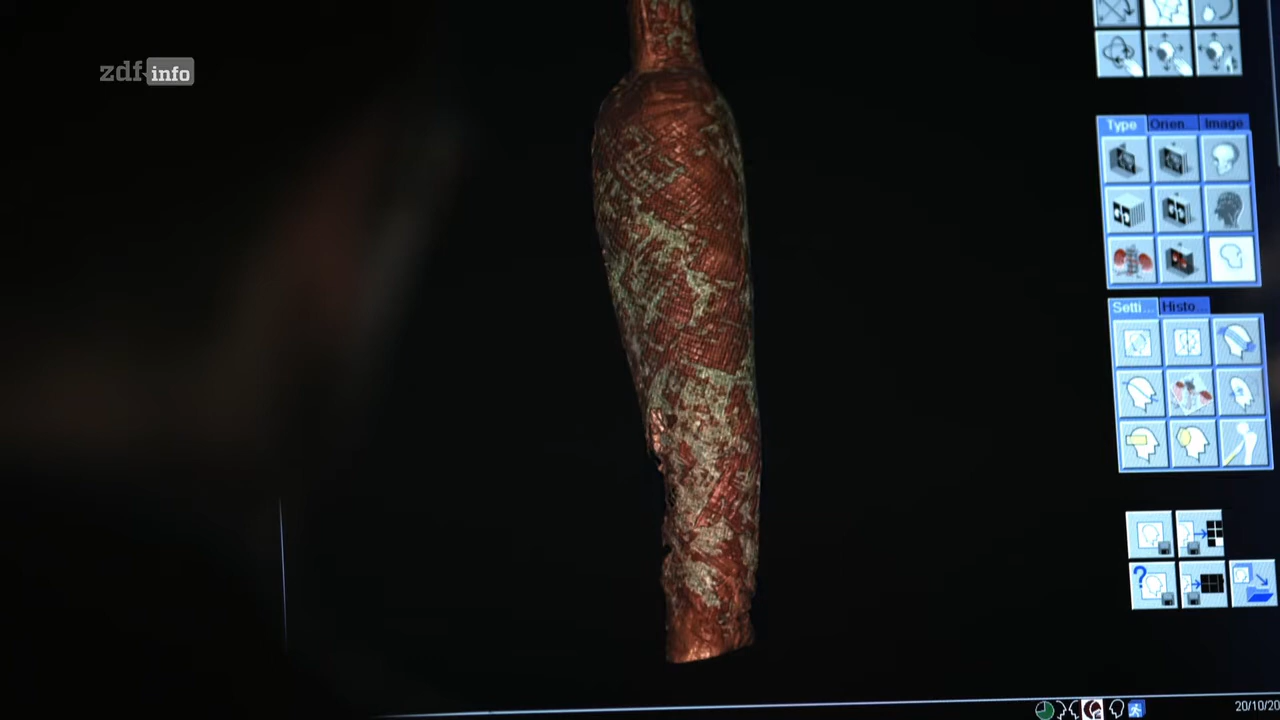 zdf info
Type Orien... Image
Setti... Histo...
?
20/10/20